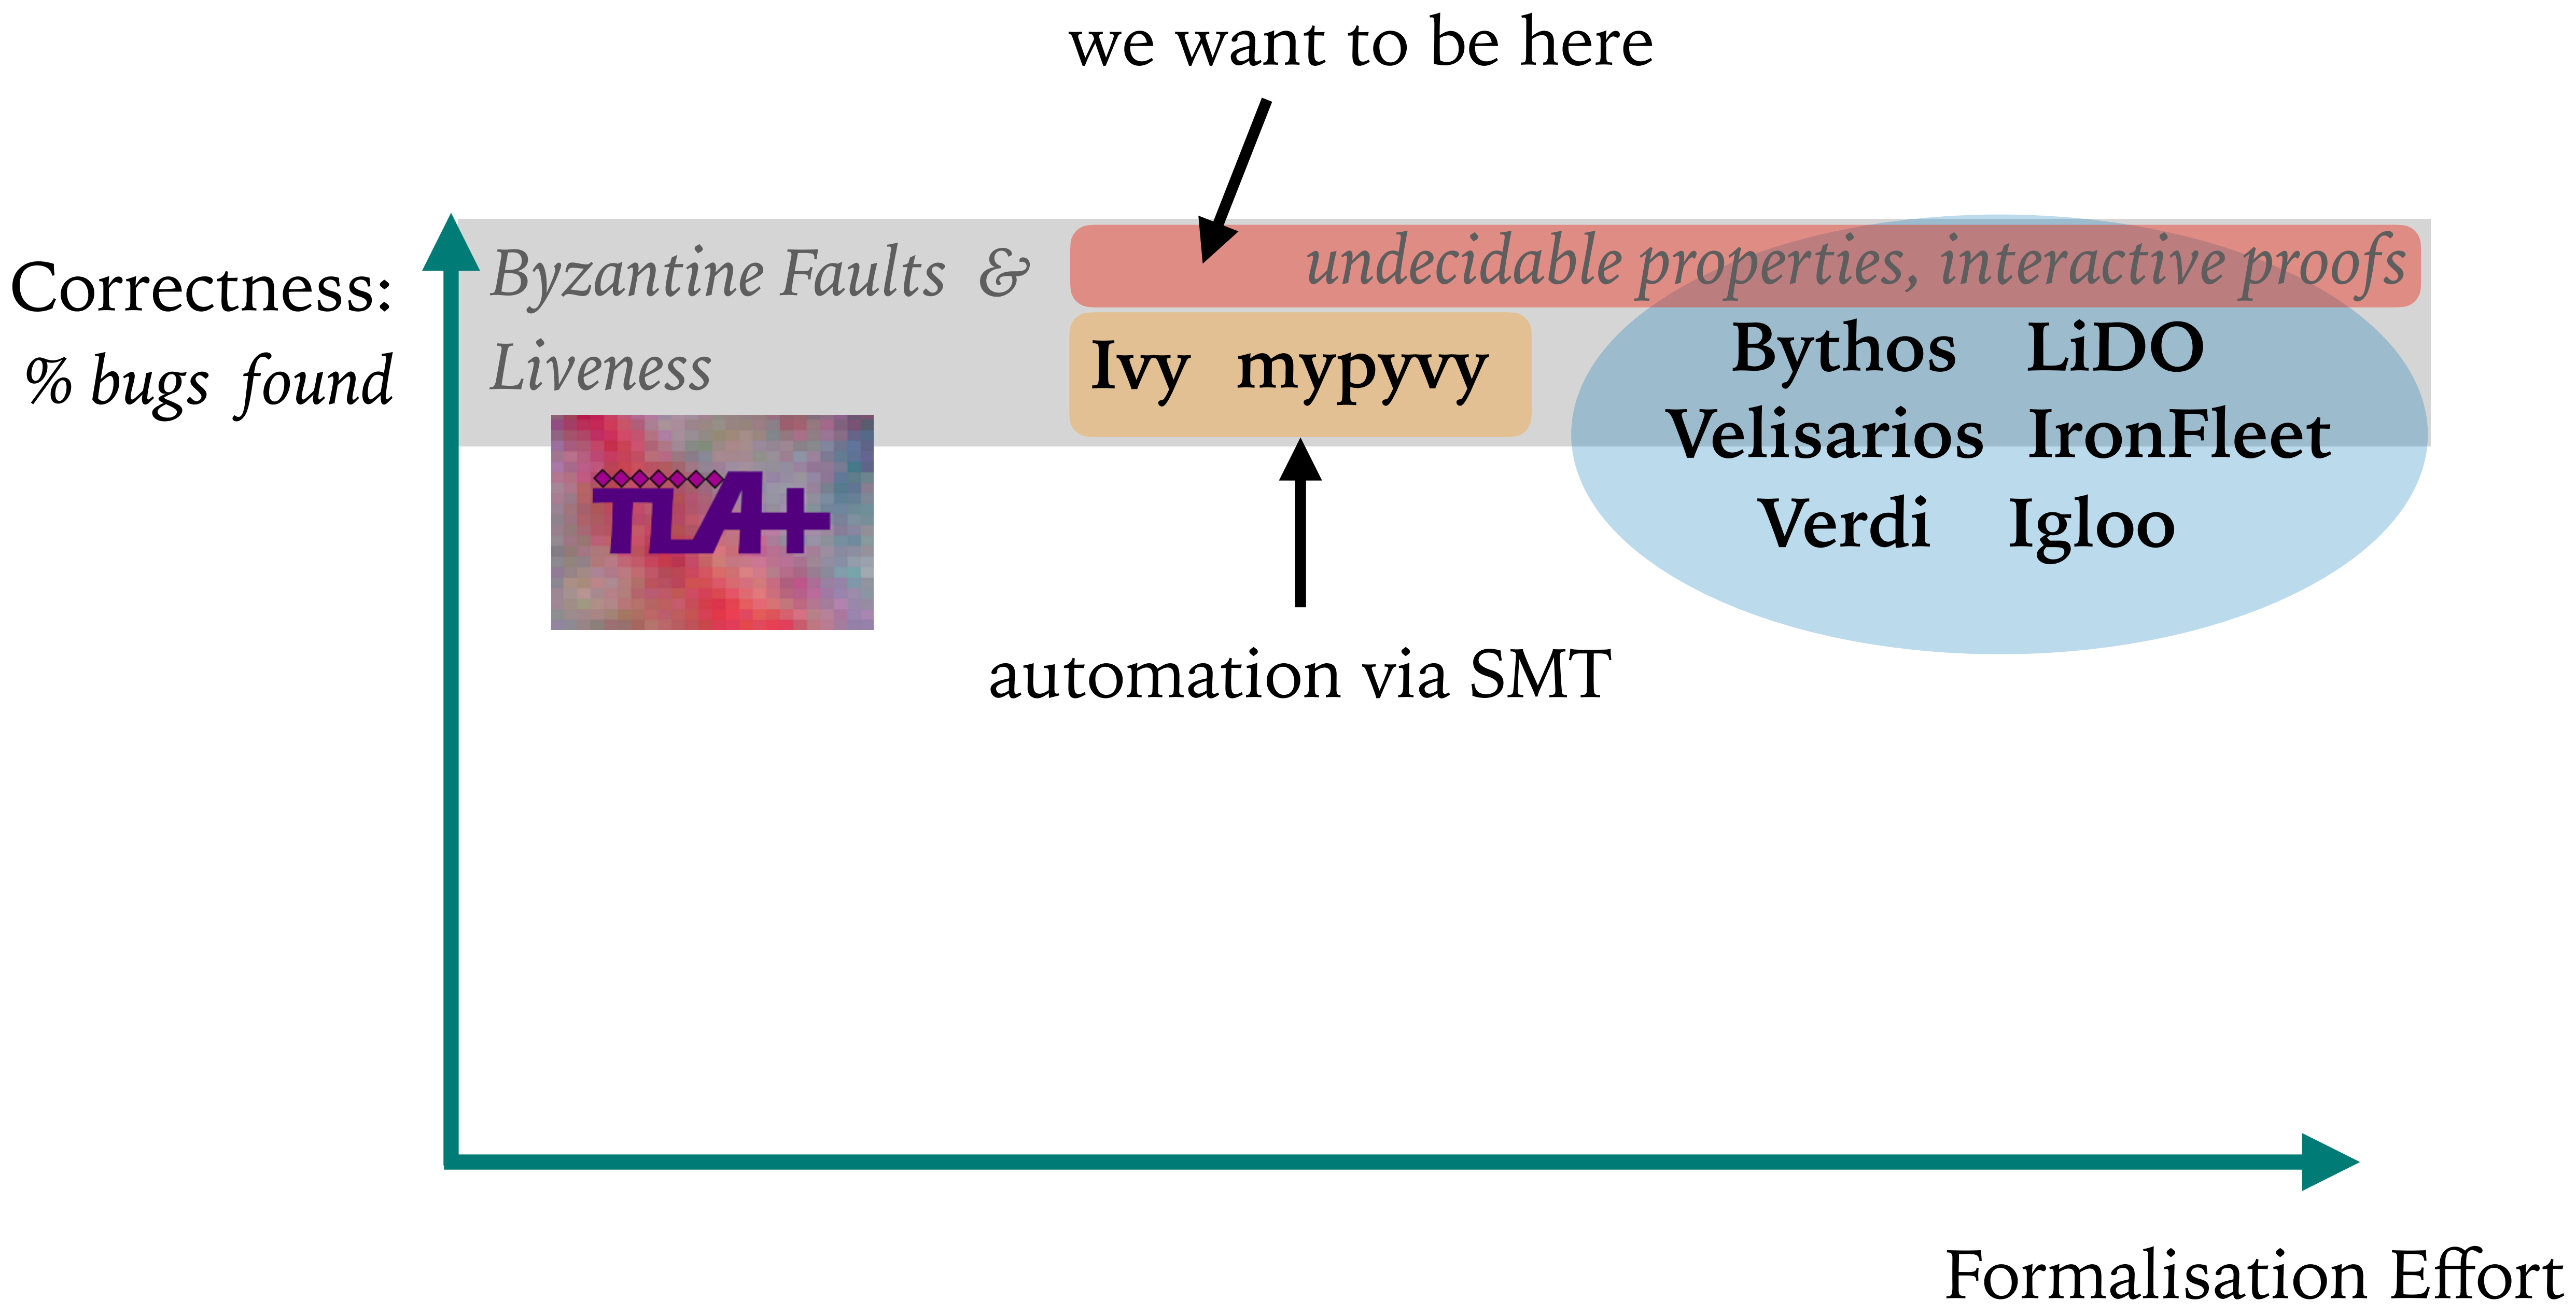 we want to be here
Correctness:
% bugs found
Byzantine Faults &
Liveness
undecidable properties, interactive proofs
Ivy mypyvy
Bythos LiDO
Velisarios IronFleet
Verdi Igloo
TLA+
automation via SMT
Formalisation Effort